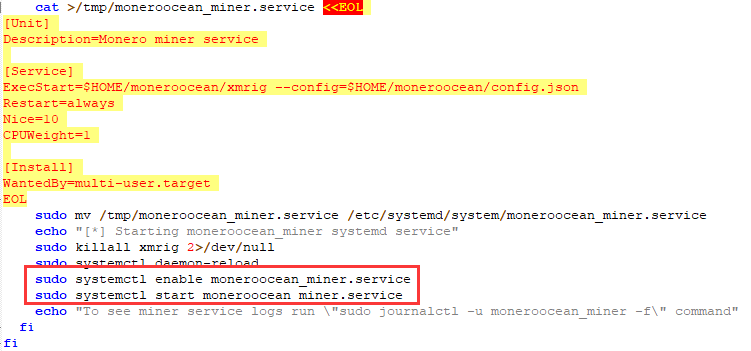 cat >/tmp/moneroocean_miner.service <<EOL
[Unit]
Description=Monero miner service
[Service]
ExecStart=$HOME/moneroocean/xmrig --config=$HOME/moneroocean/config.json
Restart=always
Nice=10
CPUWeight=1
[Install]
WantedBy=multi-user.target
EOL
sudo mv /tmp/moneroocean_miner.service /etc/systemd/system/moneroocean_miner.service
echo "[*] Starting moneroocean_miner systemd service"
sudo killall xmrig 2>/dev/null
sudo systemctl daemon-reload
sudo systemctl enable moneroocean_miner.service
sudo systemctl start moneroocean_miner.service
echo "To see miner service logs run \"sudo journalctl -u moneroocean_miner -f\" command"
fi
fi